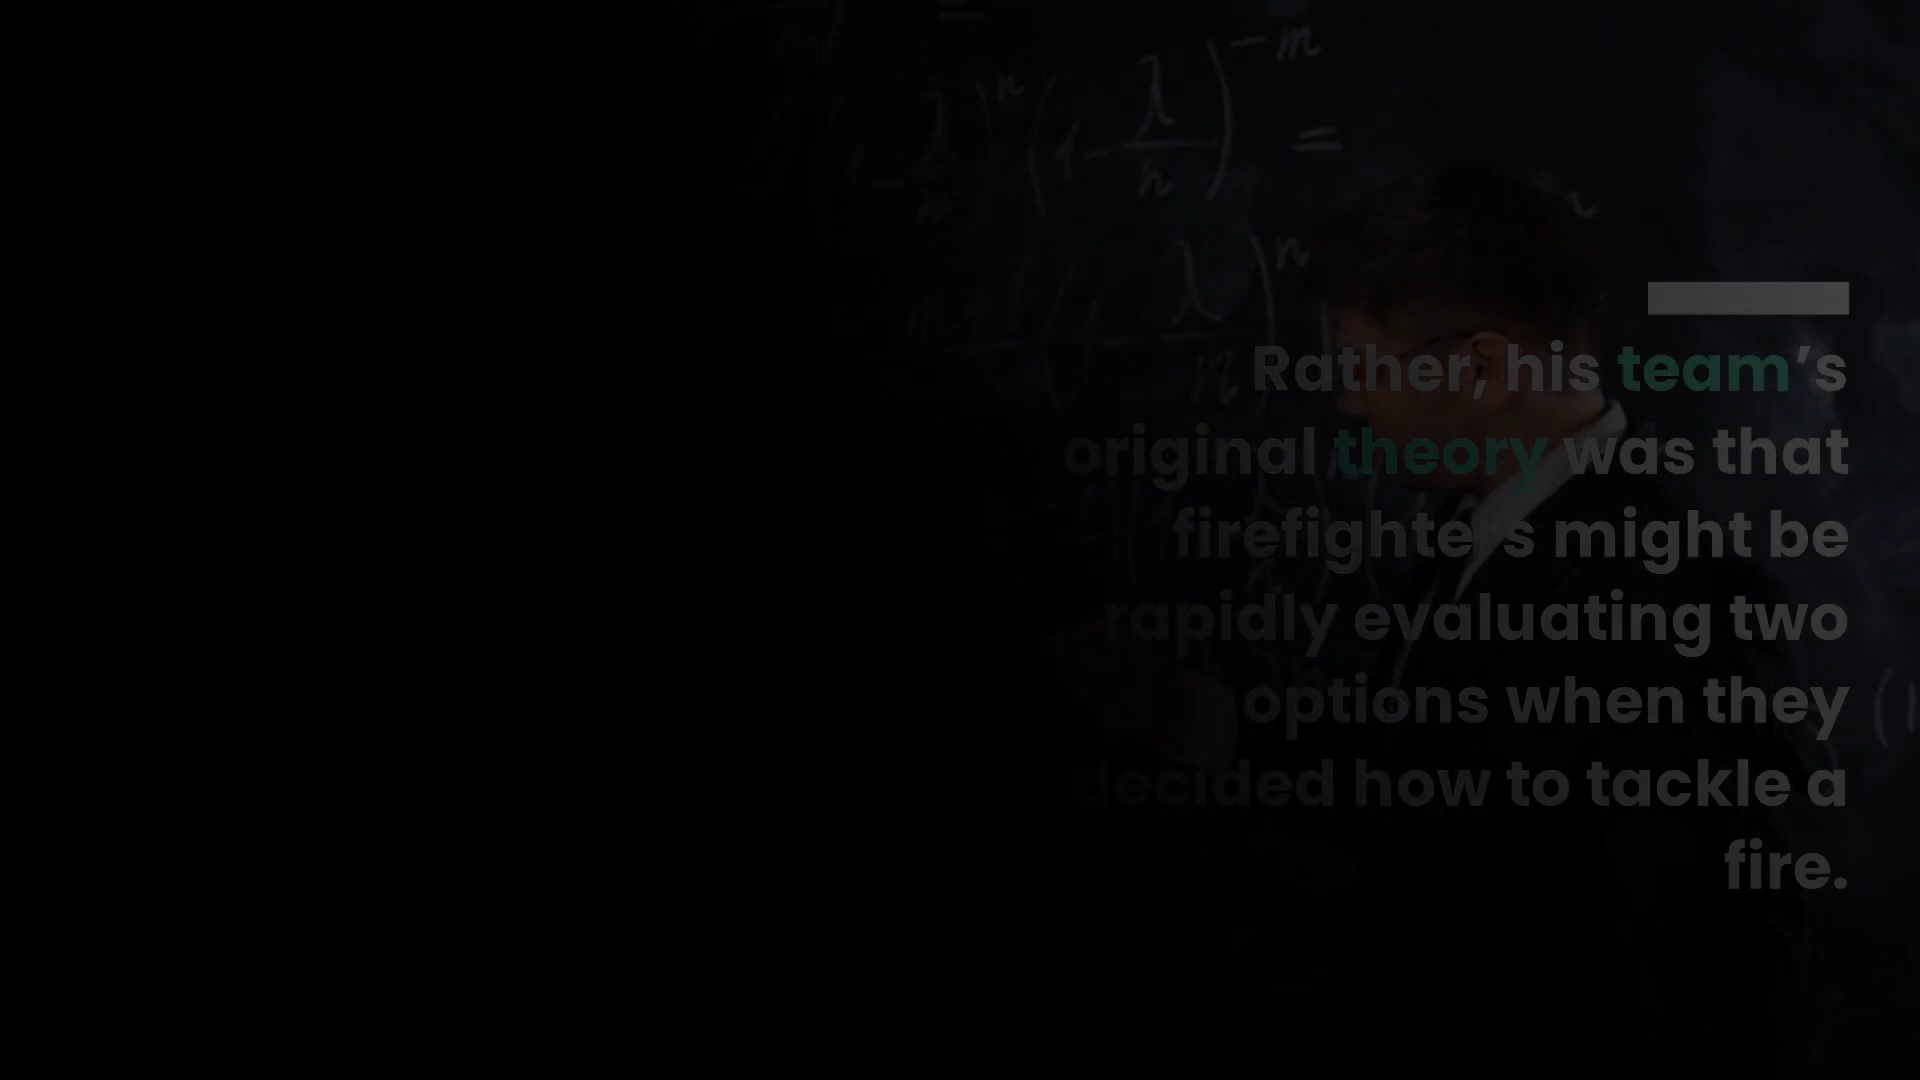 Rather, his team’s
original theory was that
firefighters might be
rapidly evaluating two
options when they
decided how to tackle a
fire.